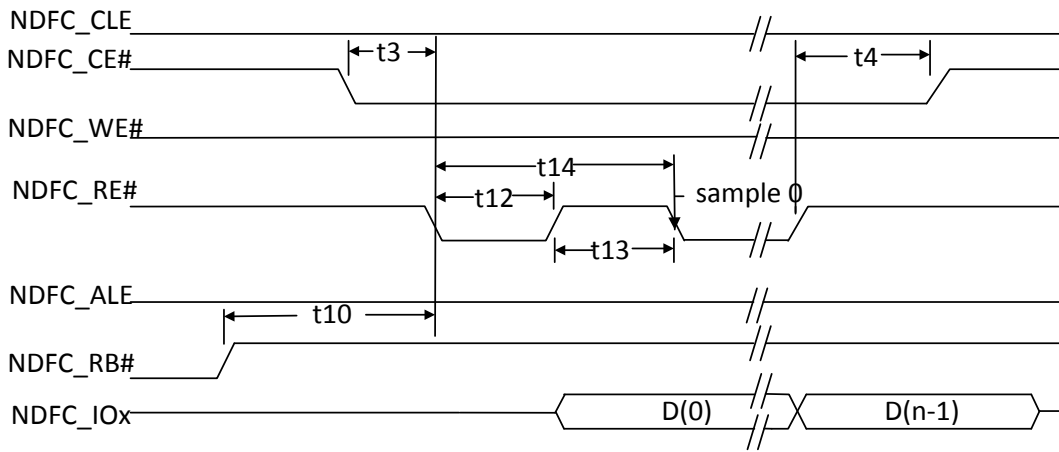 NDFC_CLE
t3
t4
NDFC_CE#
NDFC_WE#
t14
NDFC_RE#
t12
sample 0
t13
NDFC_ALE
t10
NDFC_RB#
NDFC_IOx
D(0)
D(n-1)